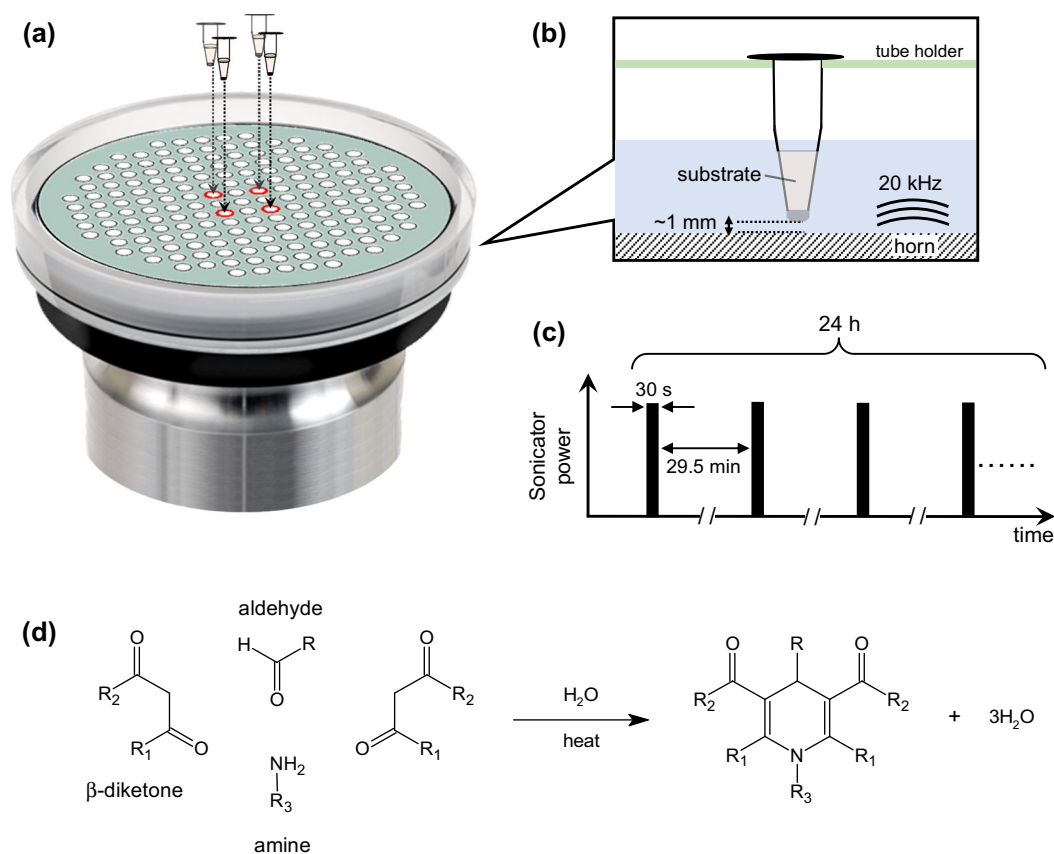 (a)
(b)
tube holder
substrate
20 kHz
~1 mm
horn
(c)
24 h
30 s
29.5 min
Sonicator
power
time
(d)
aldehyde
O
H
R
O
O
R₂
O
R₂
R₁
O
O
R₁
β-diketone
NH₂
R₃
amine
H₂O
heat
O
R
O
R₂
R₂
R₁
N
R₁
R₃
+ 3H₂O